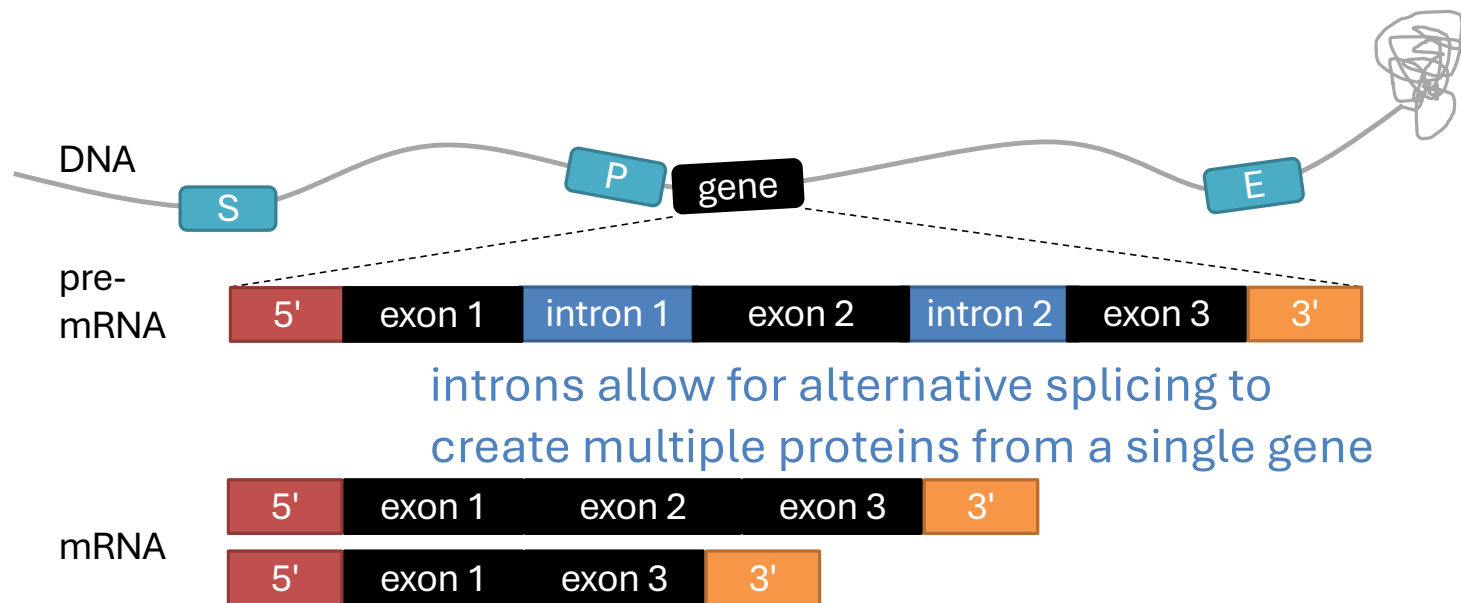 DNA
S
P
gene
E
pre-
mRNA
5' exon 1 intron 1 exon 2 intron 2 exon 3 3'
introns allow for alternative splicing to
create multiple proteins from a single gene
mRNA
5' exon 1 exon 2 exon 3 3'
5' exon 1 exon 3 3'